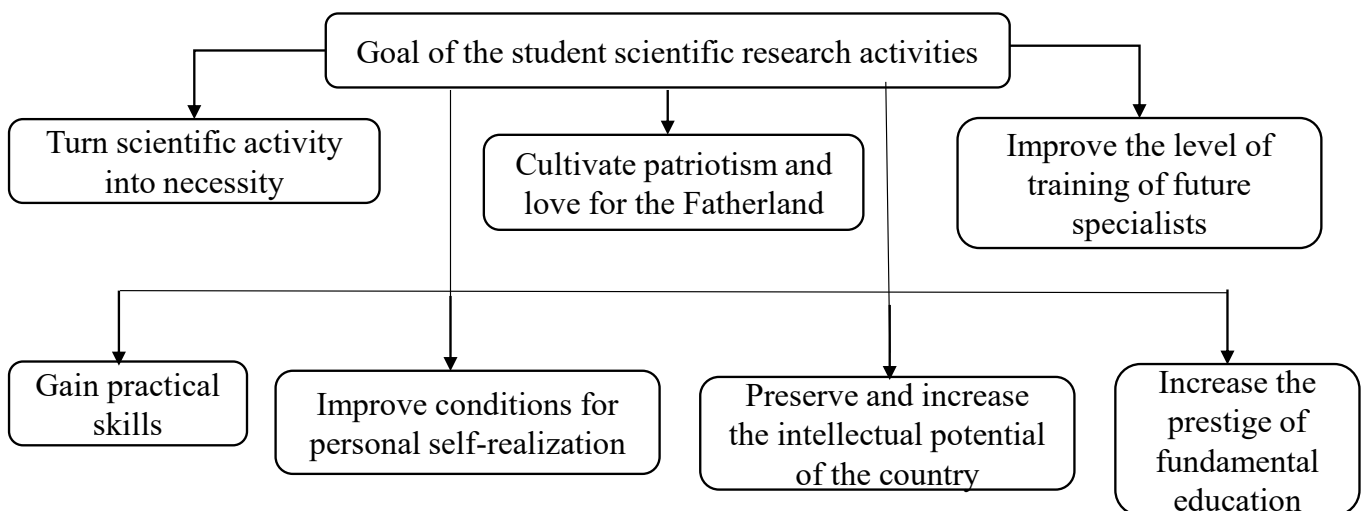 Goal of the student scientific research activities
Turn scientific activity
into necessity
Cultivate patriotism and
love for the Fatherland
Improve the level of
training of future
specialists
Gain practical
skills
Improve conditions for
personal self-realization
Preserve and increase
the intellectual potential
of the country
Increase the
prestige of
fundamental
education